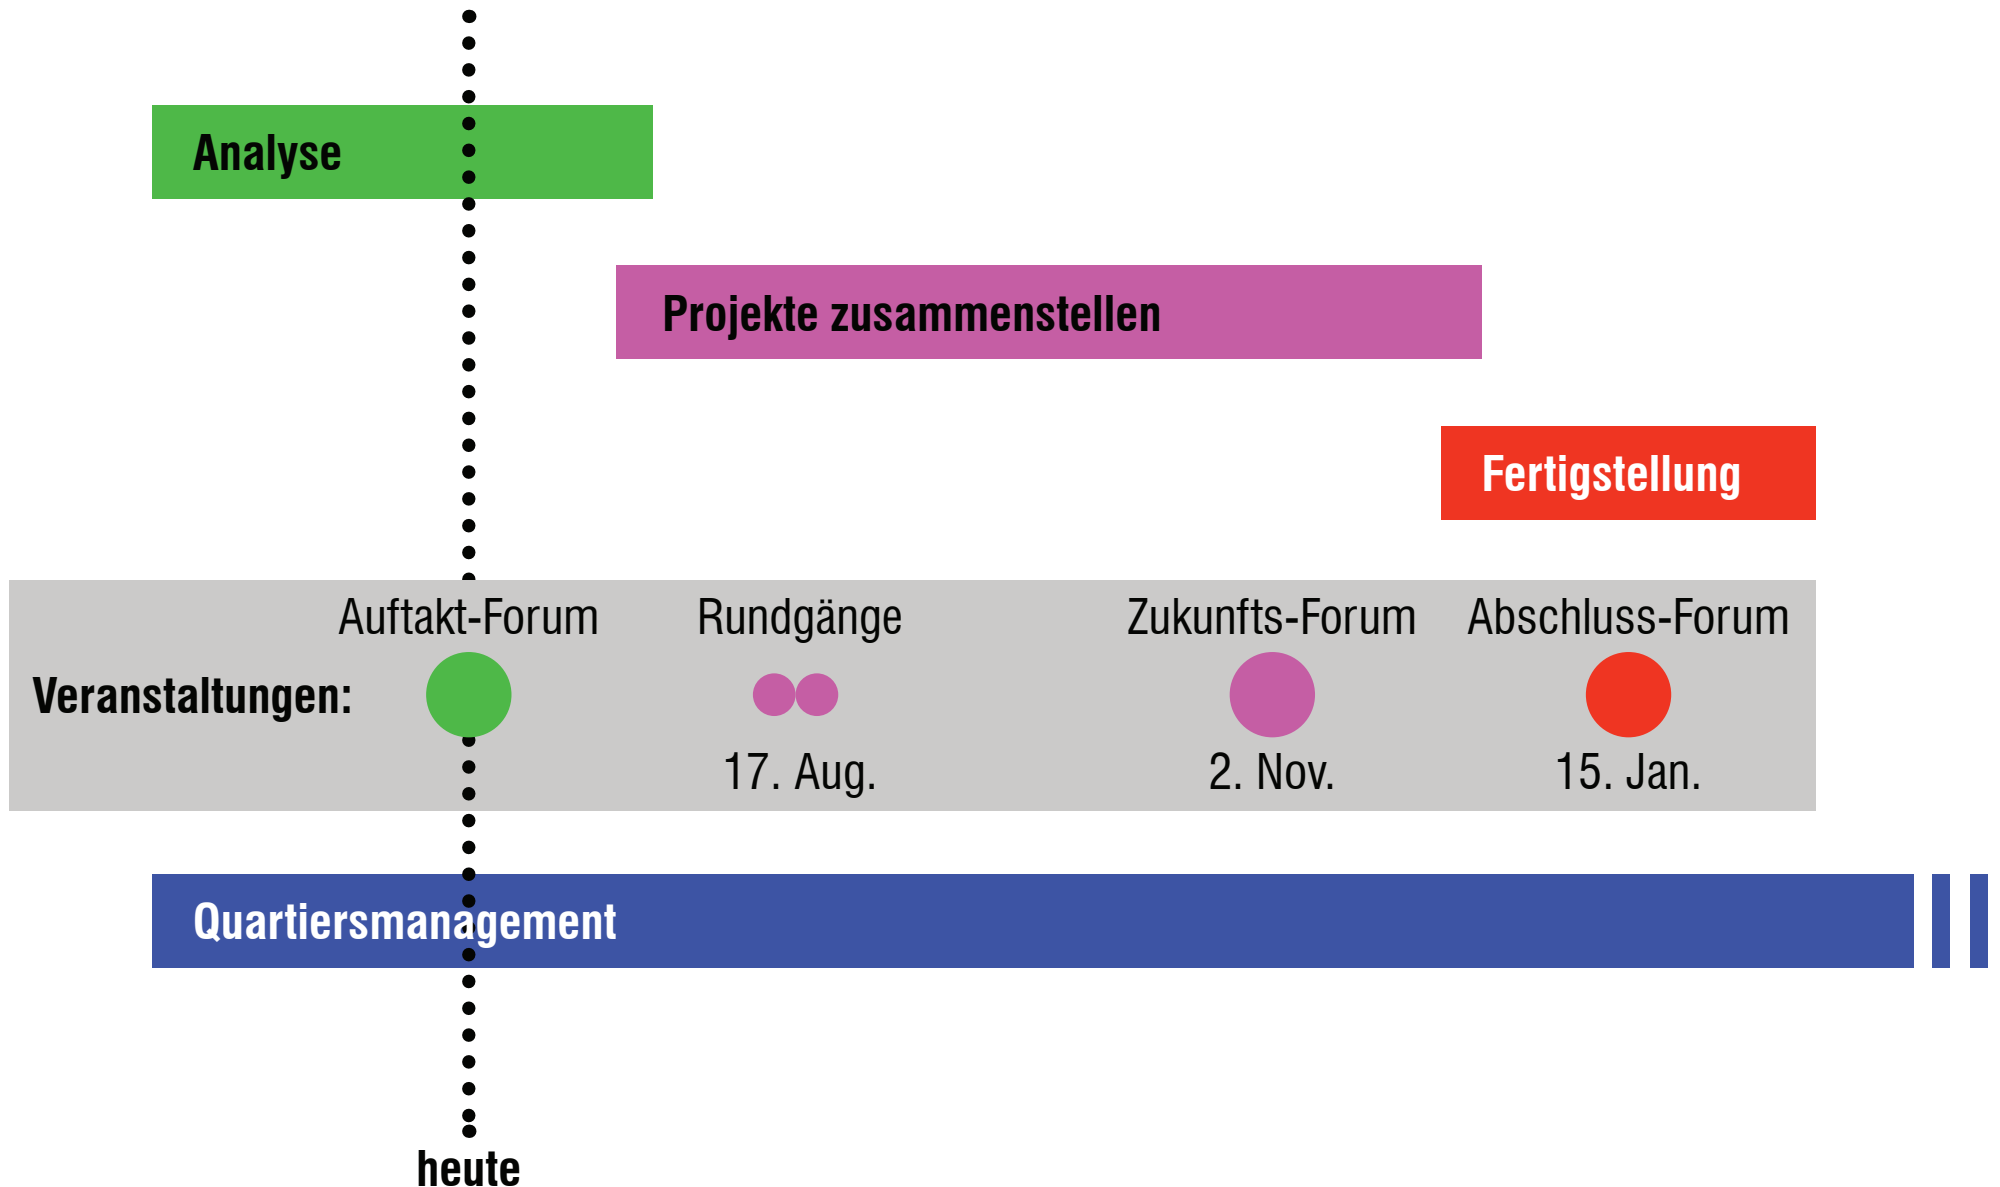 Analyse
Projekte zusammenstellen
Fertigstellung
Auftakt-Forum Rundgänge Zukunfts-Forum Abschluss-Forum
Veranstaltungen:
17. Aug. 2. Nov. 15. Jan.
Quartiersmanagement
heute